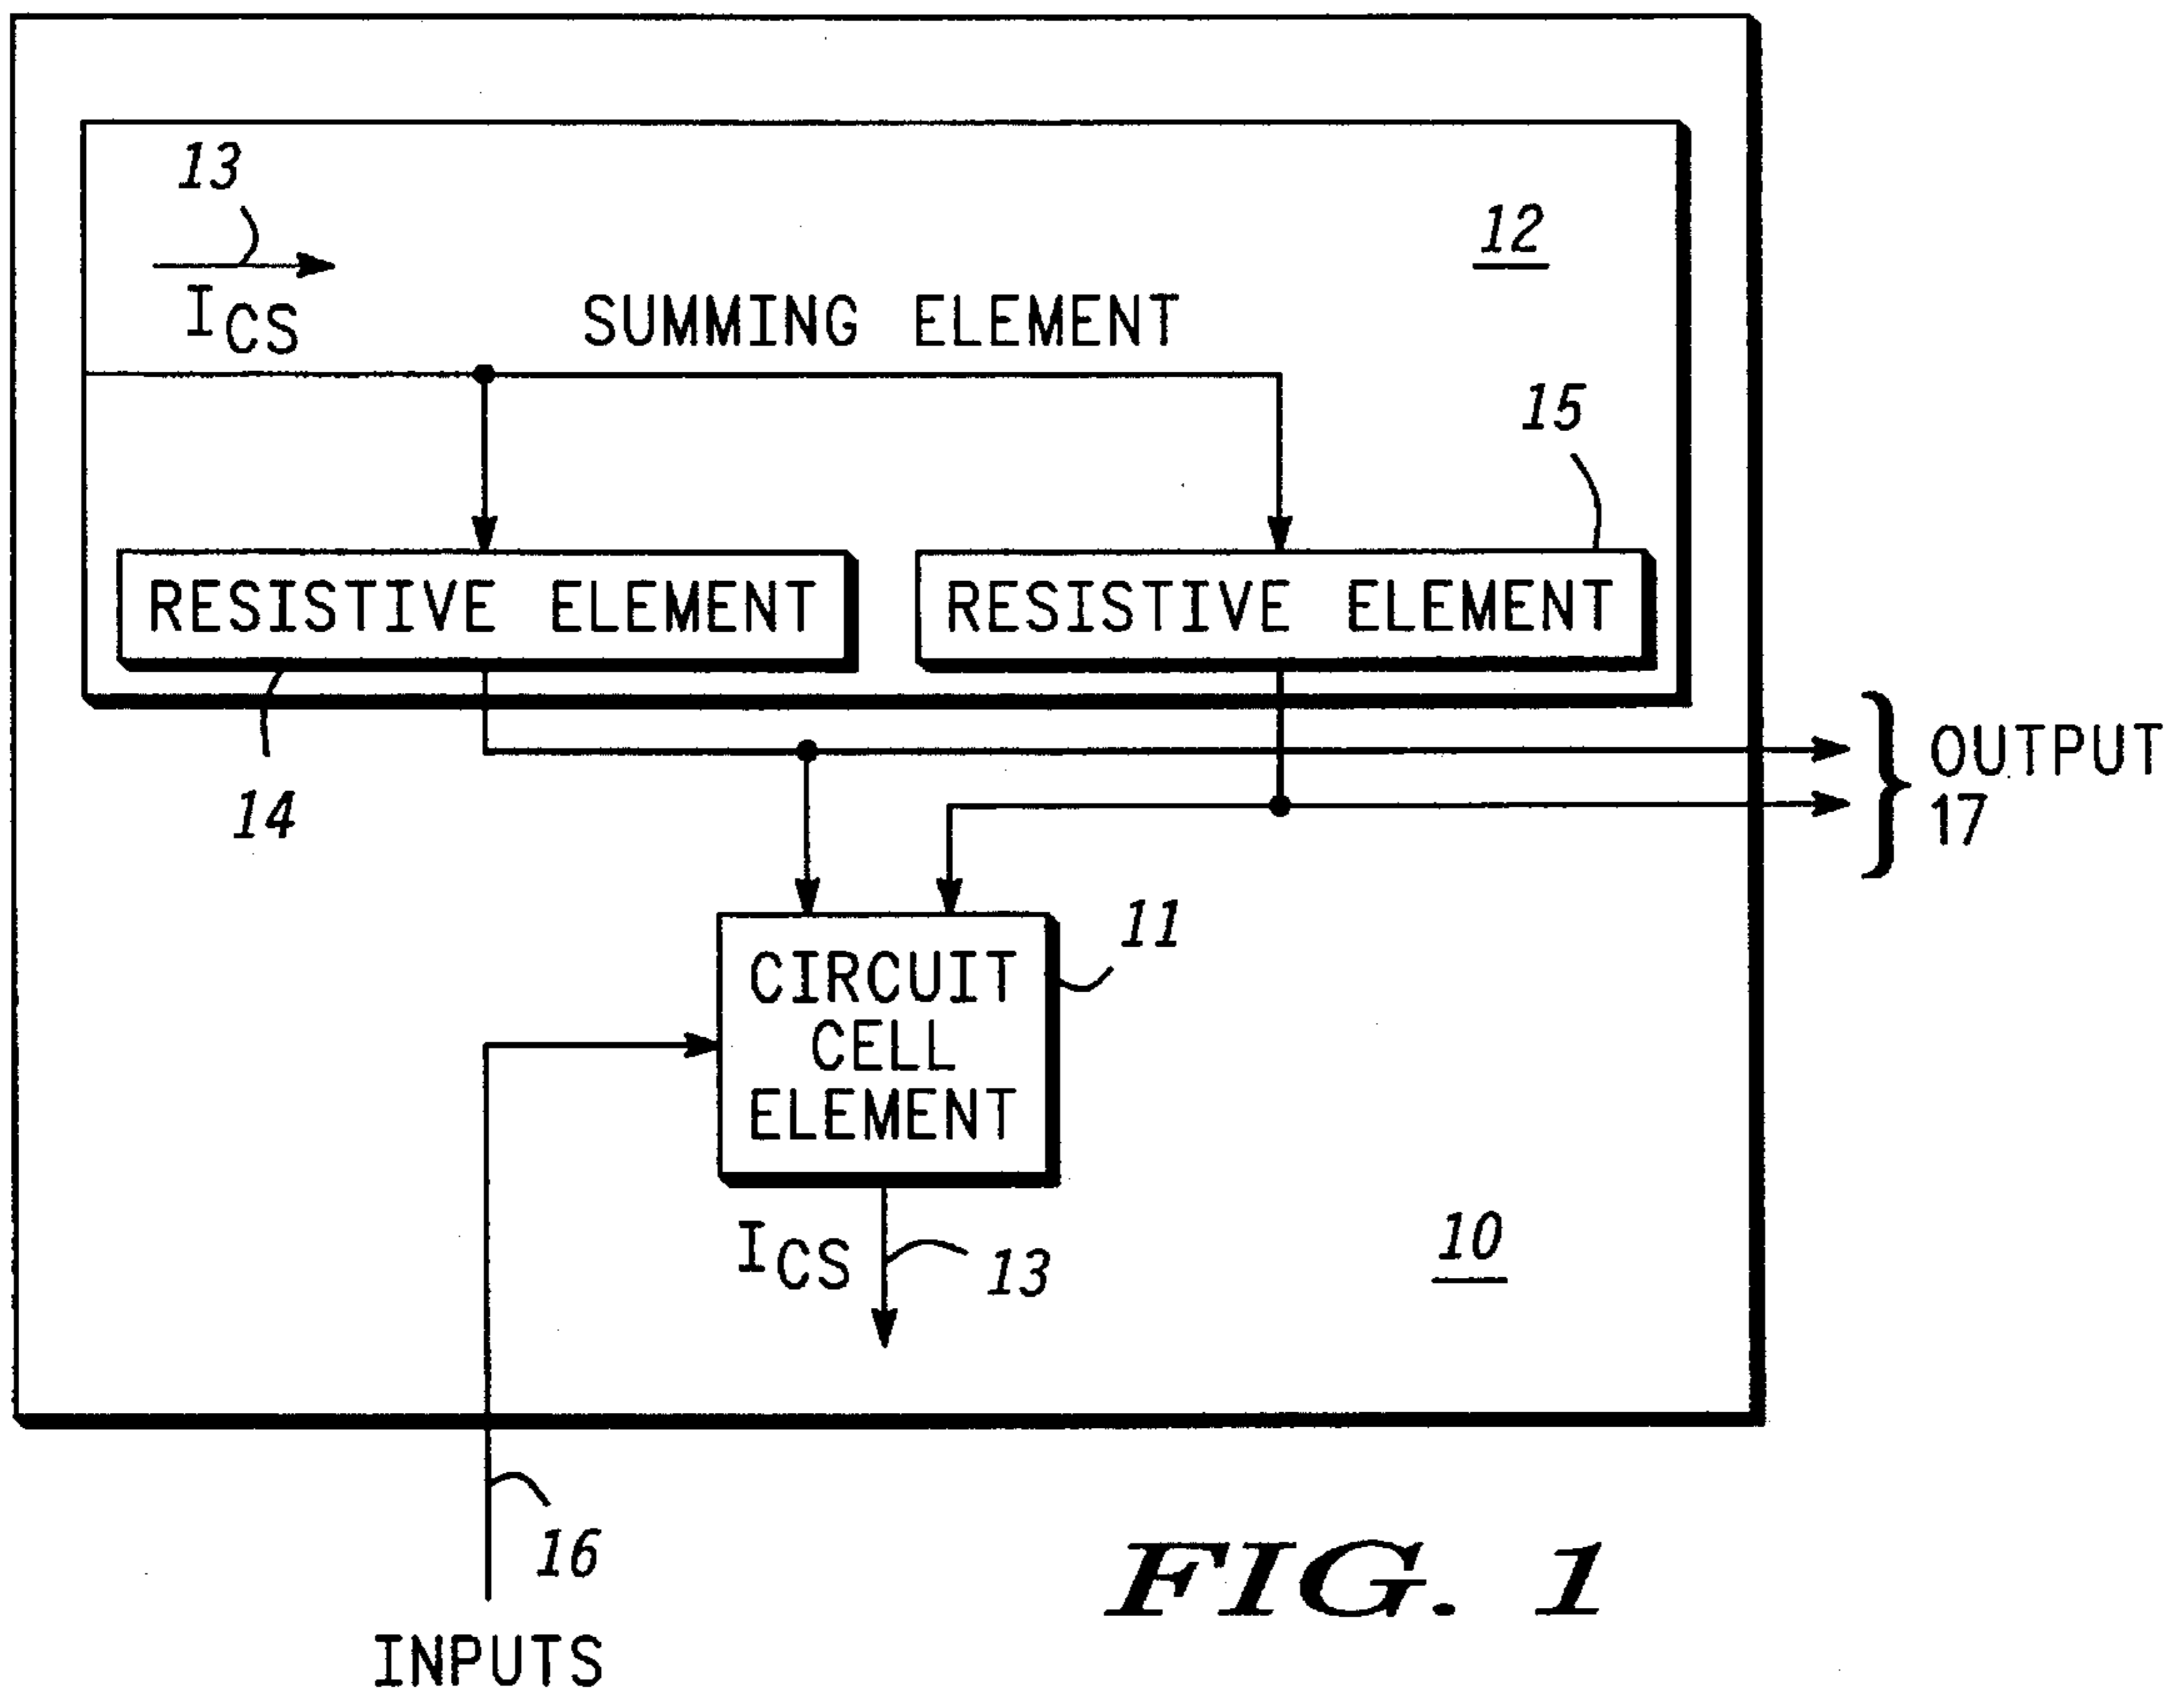 13
12
ICS
SUMMING ELEMENT
15
RESISTIVE ELEMENT
RESISTIVE ELEMENT
OUTPUT
17
14
11
CIRCUIT
CELL
ELEMENT
10
ICS
13
16
FIG. 1
INPUTS